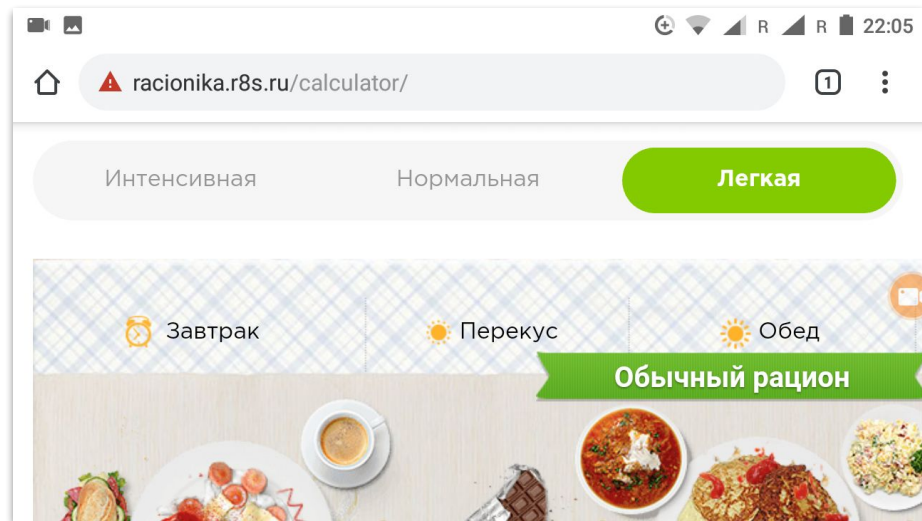 R R 22:05
racionika.r8s.ru/calculator/ 1
Интенсивная Нормальная Легкая
Завтрак Перекус Обед
Обычный рацион